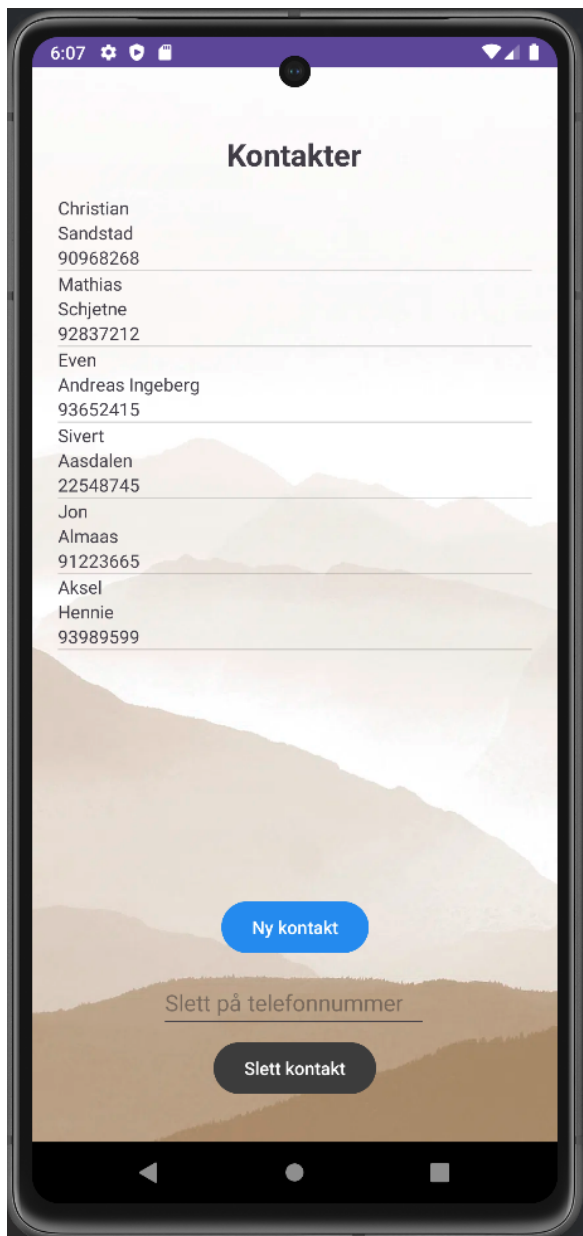 6:07
Kontakter
Christian
Sandstad
90968268
Mathias
Schjetne
92837212
Even
Andreas Ingeberg
93652415
Sivert
Aasdalen
22548745
Jon
Almaas
91223665
Aksel
Hennie
93989599
Ny kontakt
Slett på telefonnummer
Slett kontakt